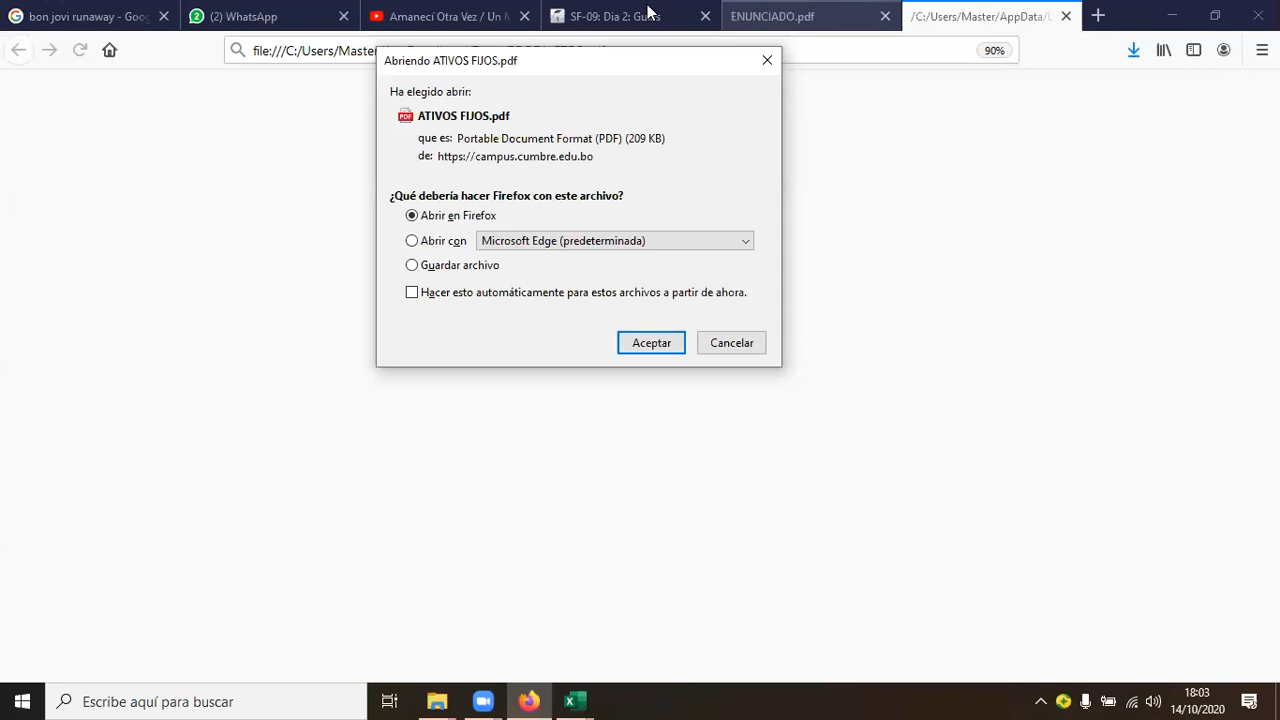 bon jovi runaway - Goog
(2) WhatsApp
Amanecí Otra Vez / Un M
SF-09: Dia 2: Gu
ENUNCIADO.pdf
/C:/Users/Master/AppData/L
file:///C:/Users/Master
90%
Abriendo ATIVOS FIJOS.pdf
Ha elegido abrir:
PDF
ATIVOS FIJOS.pdf
que es: Portable Document Format (PDF) (209 KB)
de: https://campus.cumbre.edu.bo
¿Qué debería hacer Firefox con este archivo?
Abrir en Firefox
Abrir con
Microsoft Edge (predeterminada)
Guardar archivo
Hacer esto automáticamente para estos archivos a partir de ahora.
Aceptar
Cancelar
Escribe aquí para buscar
18:03
14/10/2020